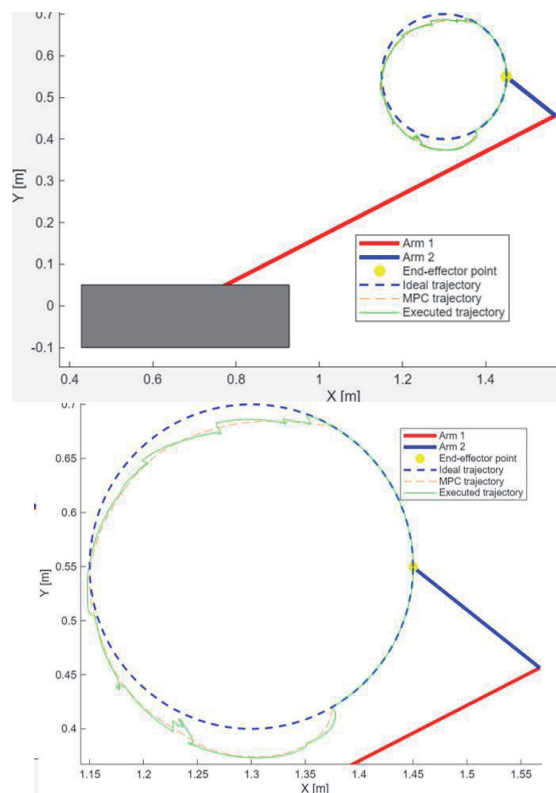 0.7
0.6
0.5
0.4
0.3
0.2
0.1
0
-0.1
Y [m]
Arm 1
Arm 2
End-effector point
Ideal trajectory
MPC trajectory
Executed trajectory
0.4 0.6 0.8 1 1.2 1.4
X [m]
0.7
0.65
0.6
0.55
0.5
0.45
0.4
Y [m]
Arm 1
Arm 2
End-effector point
Ideal trajectory
MPC trajectory
Executed trajectory
1.15 1.2 1.25 1.3 1.35 1.4 1.45 1.5 1.55
X [m]